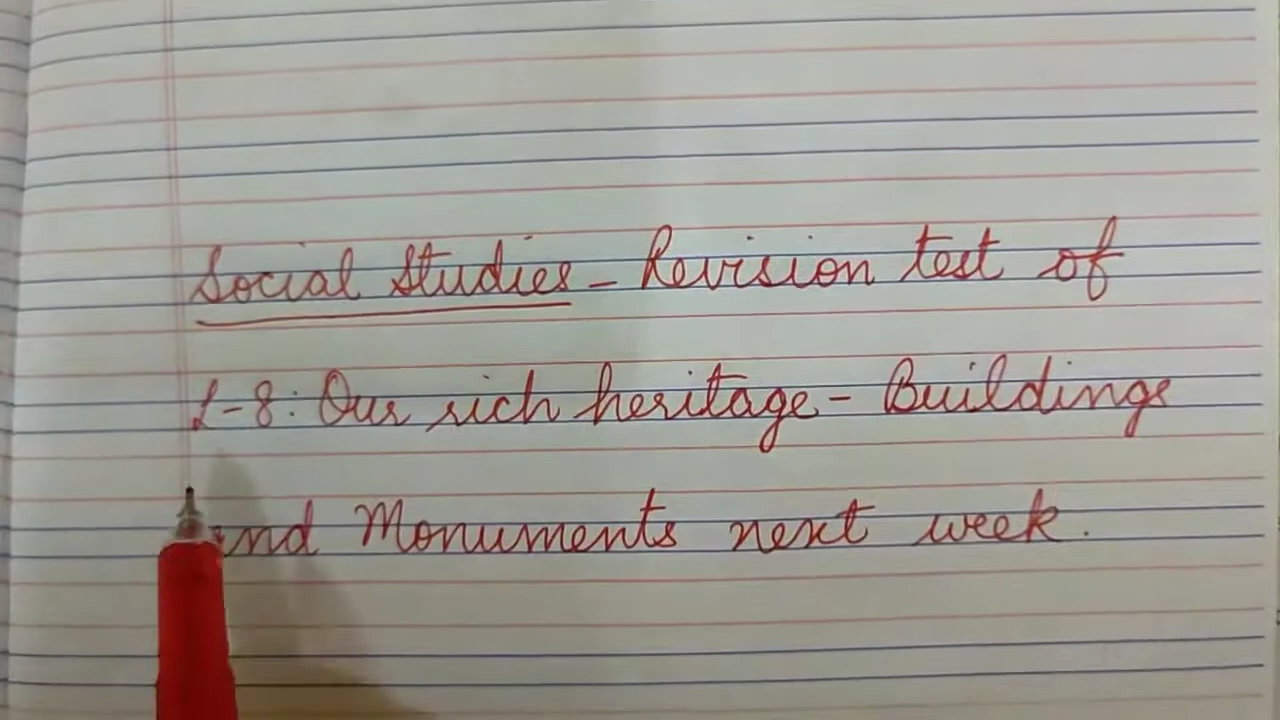 Social Studies - Revision test of
L-8: Our rich heritage - Buildings
and Monuments next week.